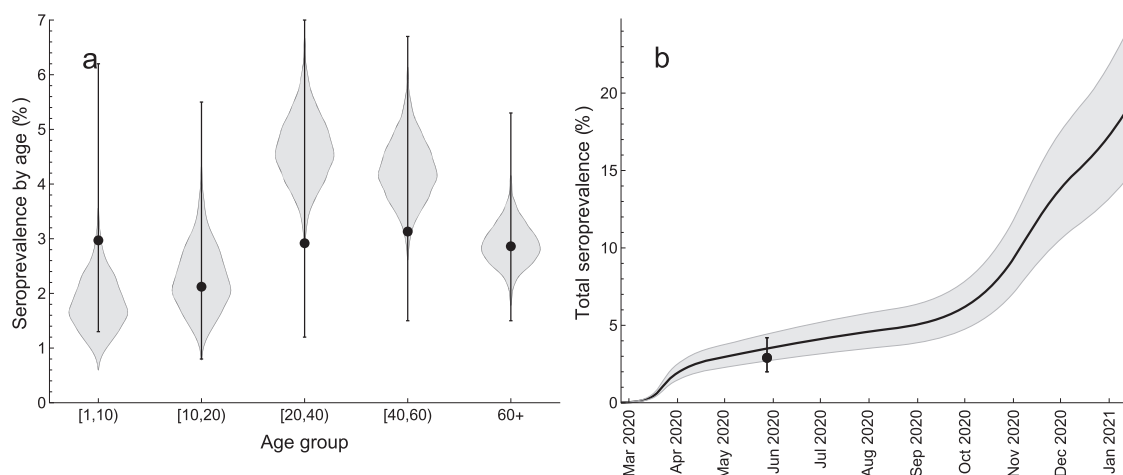 a
Seroprevalence by age (%)
7
6
5
4
3
2
1
0
[1,10)
[10,20)
[20,40)
[40,60)
60+
Age group
b
Total seroprevalence (%)
20
15
10
5
0
Mar 2020
Apr 2020
May 2020
Jun 2020
Jul 2020
Aug 2020
Sep 2020
Oct 2020
Nov 2020
Dec 2020
Jan 2021